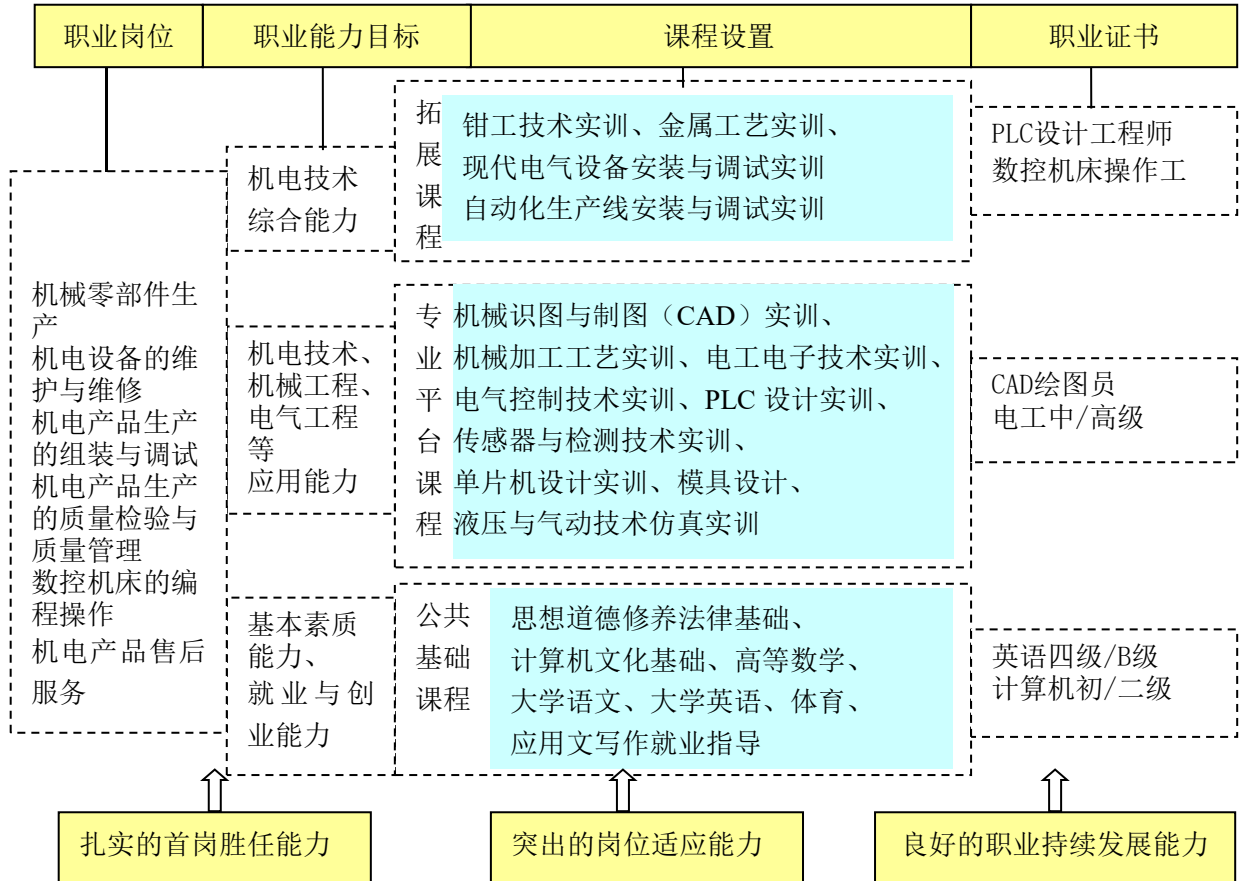 职业岗位
职业能力目标
课程设置
职业证书
机械零部件生
产
机电设备的维
护与维修
机电产品生产
的组装与调试
机电产品生产
的质量检验与
质量管理
数控机床的编
程操作
机电产品售后
服务
机电技术
综合能力
拓展课程
钳工技术实训、金属工艺实训、
现代电气设备安装与调试实训
自动化生产线安装与调试实训
PLC设计工程师
数控机床操作工
机电技术、
机械工程、
电气工程
等
应用能力
专业平台课程
机械识图与制图（CAD）实训、
机械加工工艺实训、电工电子技术实训、
电气控制技术实训、PLC 设计实训、
传感器与检测技术实训、
单片机设计实训、模具设计、
液压与气动技术仿真实训
CAD绘图员
电工中/高级
基本素质
能力、
就业与创
业能力
公共
基础
课程
思想道德修养法律基础、
计算机文化基础、高等数学、
大学语文、大学英语、体育、
应用文写作就业指导
英语四级/B级
计算机初/二级
扎实的首岗胜任能力
突出的岗位适应能力
良好的职业持续发展能力